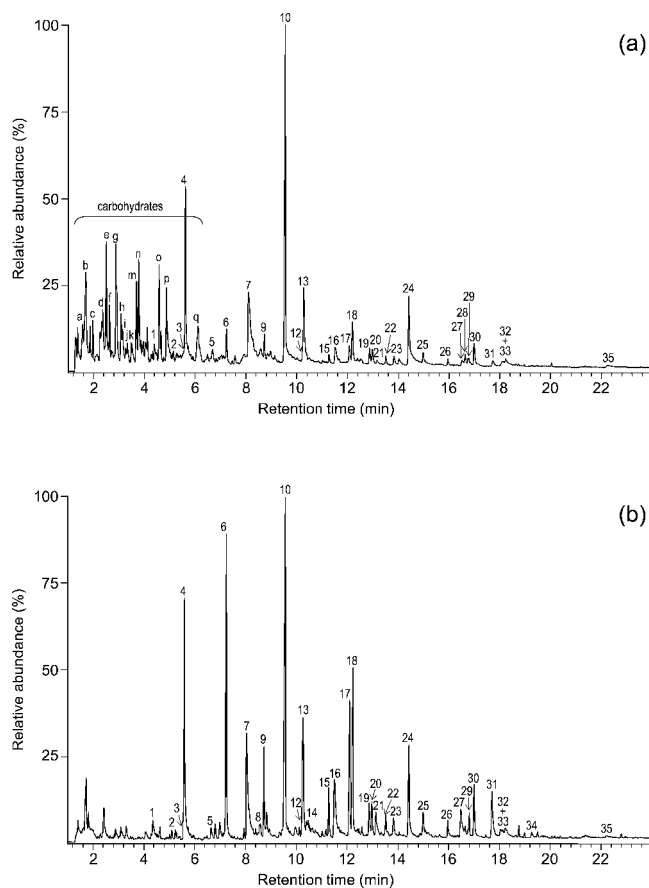 (a)
Relative abundance (%)
100
75
50
25
carbohydrates
a b c d e f g h i k m n o p q
1 2 3 4 5 6 7 9 10 12 13 15 16 17 18 19 20 21 22 23 24 25 26 27 28 29 30 31 32 + 33 35
2 4 6 8 10 12 14 16 18 20 22
Retention time (min)
(b)
Relative abundance (%)
100
75
50
25
1 2 3 4 5 6 7 8 9 10 12 13 14 15 16 17 18 19 20 21 22 23 24 25 26 27 29 30 31 32 + 33 34 35
2 4 6 8 10 12 14 16 18 20 22
Retention time (min)